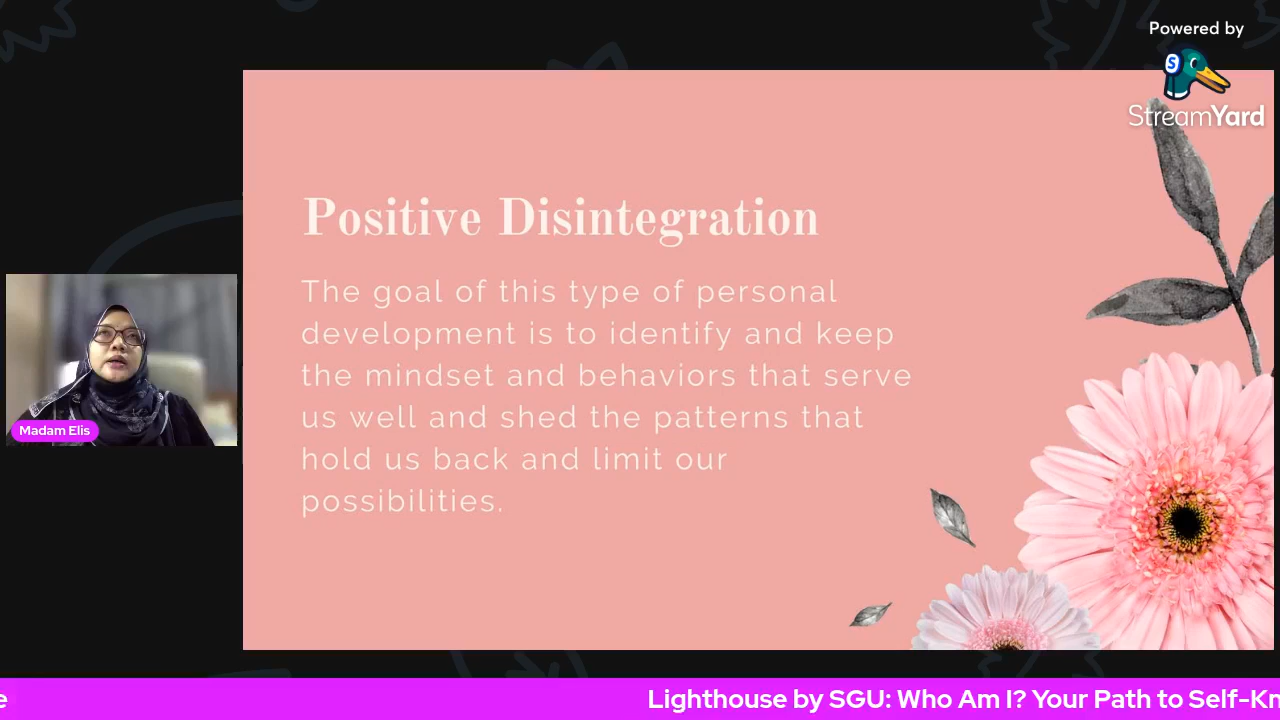 Powered by
StreamYard
Positive Disintegration
The goal of this type of personal
development is to identify and keep
the mindset and behaviors that serve
us well and shed the patterns that
hold us back and limit our
possibilities.
Madam Elis
e
Lighthouse by SGU: Who Am I? Your Path to Self-Kn